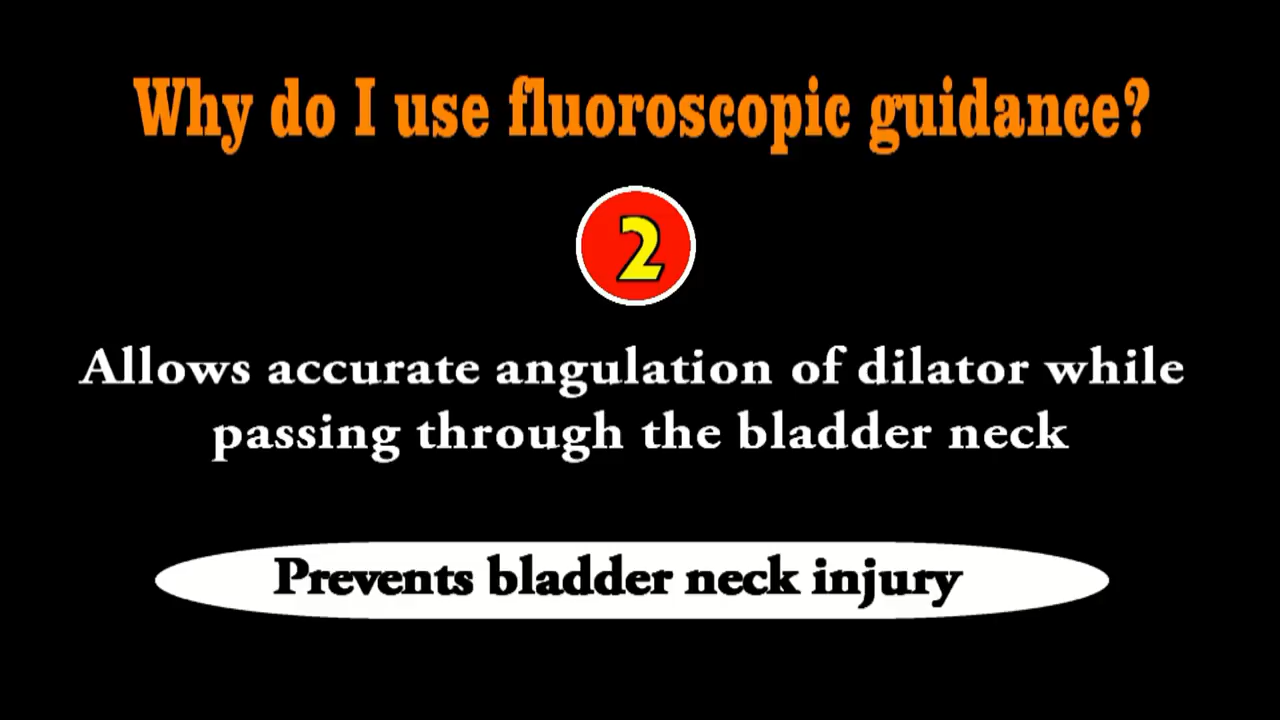 Why do I use fluoroscopic guidance?
2
Allows accurate angulation of dilator while
passing through the bladder neck
Prevents bladder neck injury